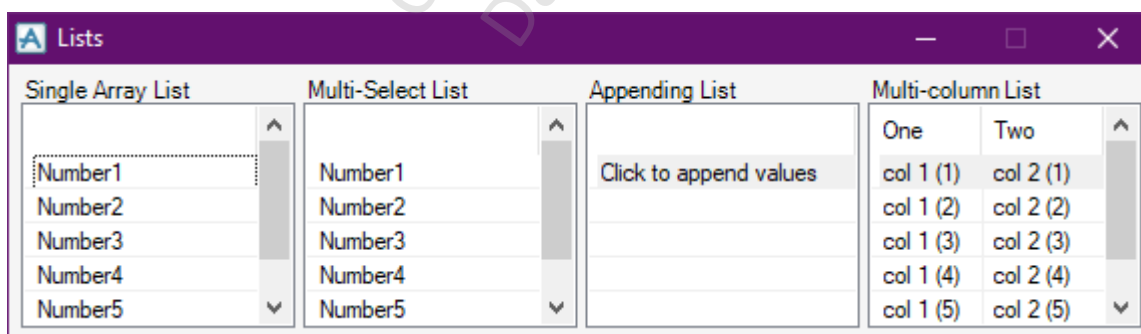 Lists
Single Array List
Number1
Number2
Number3
Number4
Number5
Multi-Select List
Number1
Number2
Number3
Number4
Number5
Appending List
Click to append values
Multi-column List
One Two
col 1 (1) col 2 (1)
col 1 (2) col 2 (2)
col 1 (3) col 2 (3)
col 1 (4) col 2 (4)
col 1 (5) col 2 (5)